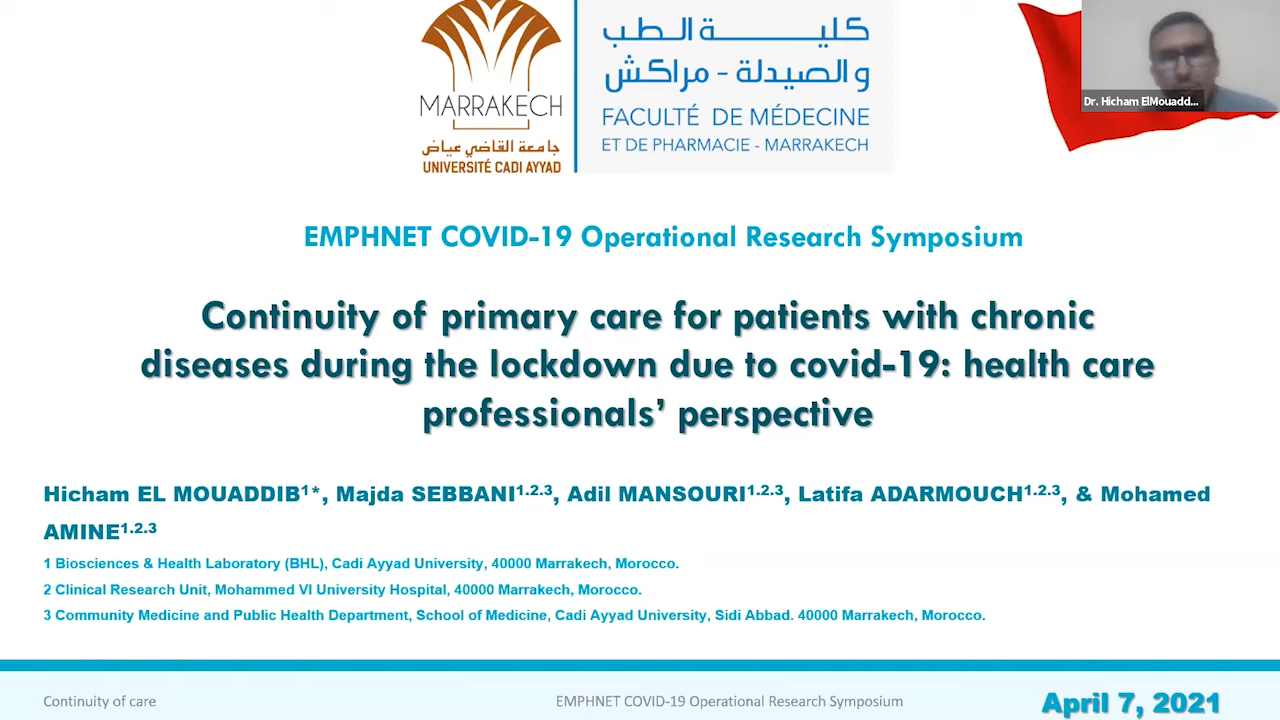 MARRAKECH
جامعة القاضي عياض
UNIVERSITÉ CADI AYYAD
كليــــــــة الـطب
والصيدلة - مراكش
FACULTÉ DE MÉDECINE
ET DE PHARMACIE - MARRAKECH
Dr. Hicham ElMouadd...
EMPHNET COVID-19 Operational Research Symposium
Continuity of primary care for patients with chronic
diseases during the lockdown due to covid-19: health care
professionals’ perspective
Hicham EL MOUADDIB1*, Majda SEBBANI1.2.3, Adil MANSOURI1.2.3, Latifa ADARMOUCH1.2.3, & Mohamed
AMINE1.2.3
1 Biosciences & Health Laboratory (BHL), Cadi Ayyad University, 40000 Marrakech, Morocco.
2 Clinical Research Unit, Mohammed VI University Hospital, 40000 Marrakech, Morocco.
3 Community Medicine and Public Health Department, School of Medicine, Cadi Ayyad University, Sidi Abbad. 40000 Marrakech, Morocco.
Continuity of care
EMPHNET COVID-19 Operational Research Symposium
April 7, 2021